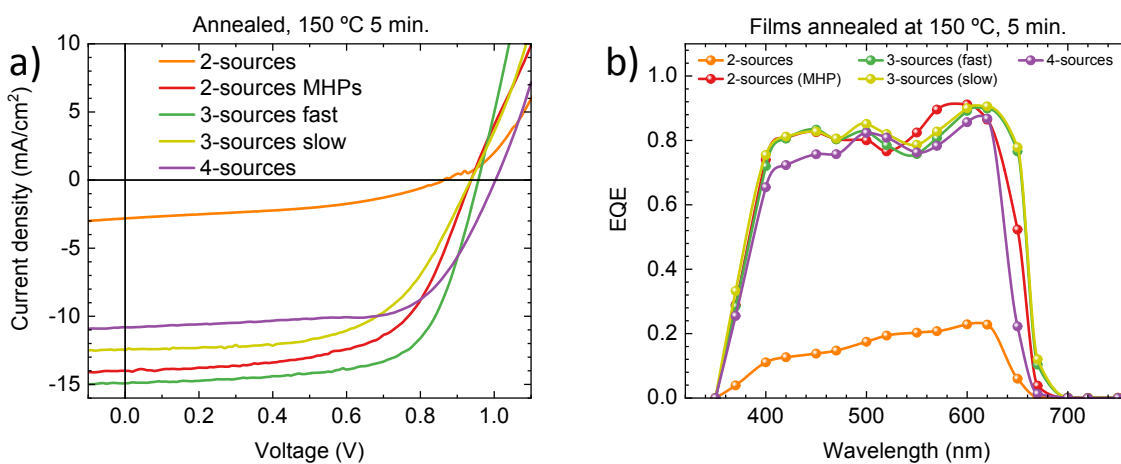 a)
Annealed, 150 ºC 5 min.
2-sources
2-sources MHPs
3-sources fast
3-sources slow
4-sources
Current density (mA/cm²)
10
5
0
-5
-10
-15
0.0 0.2 0.4 0.6 0.8 1.0
Voltage (V)
b)
Films annealed at 150 ºC, 5 min.
2-sources 3-sources (fast) 4-sources
2-sources (MHP) 3-sources (slow)
EQE
1.0
0.8
0.6
0.4
0.2
0.0
400 500 600 700
Wavelength (nm)